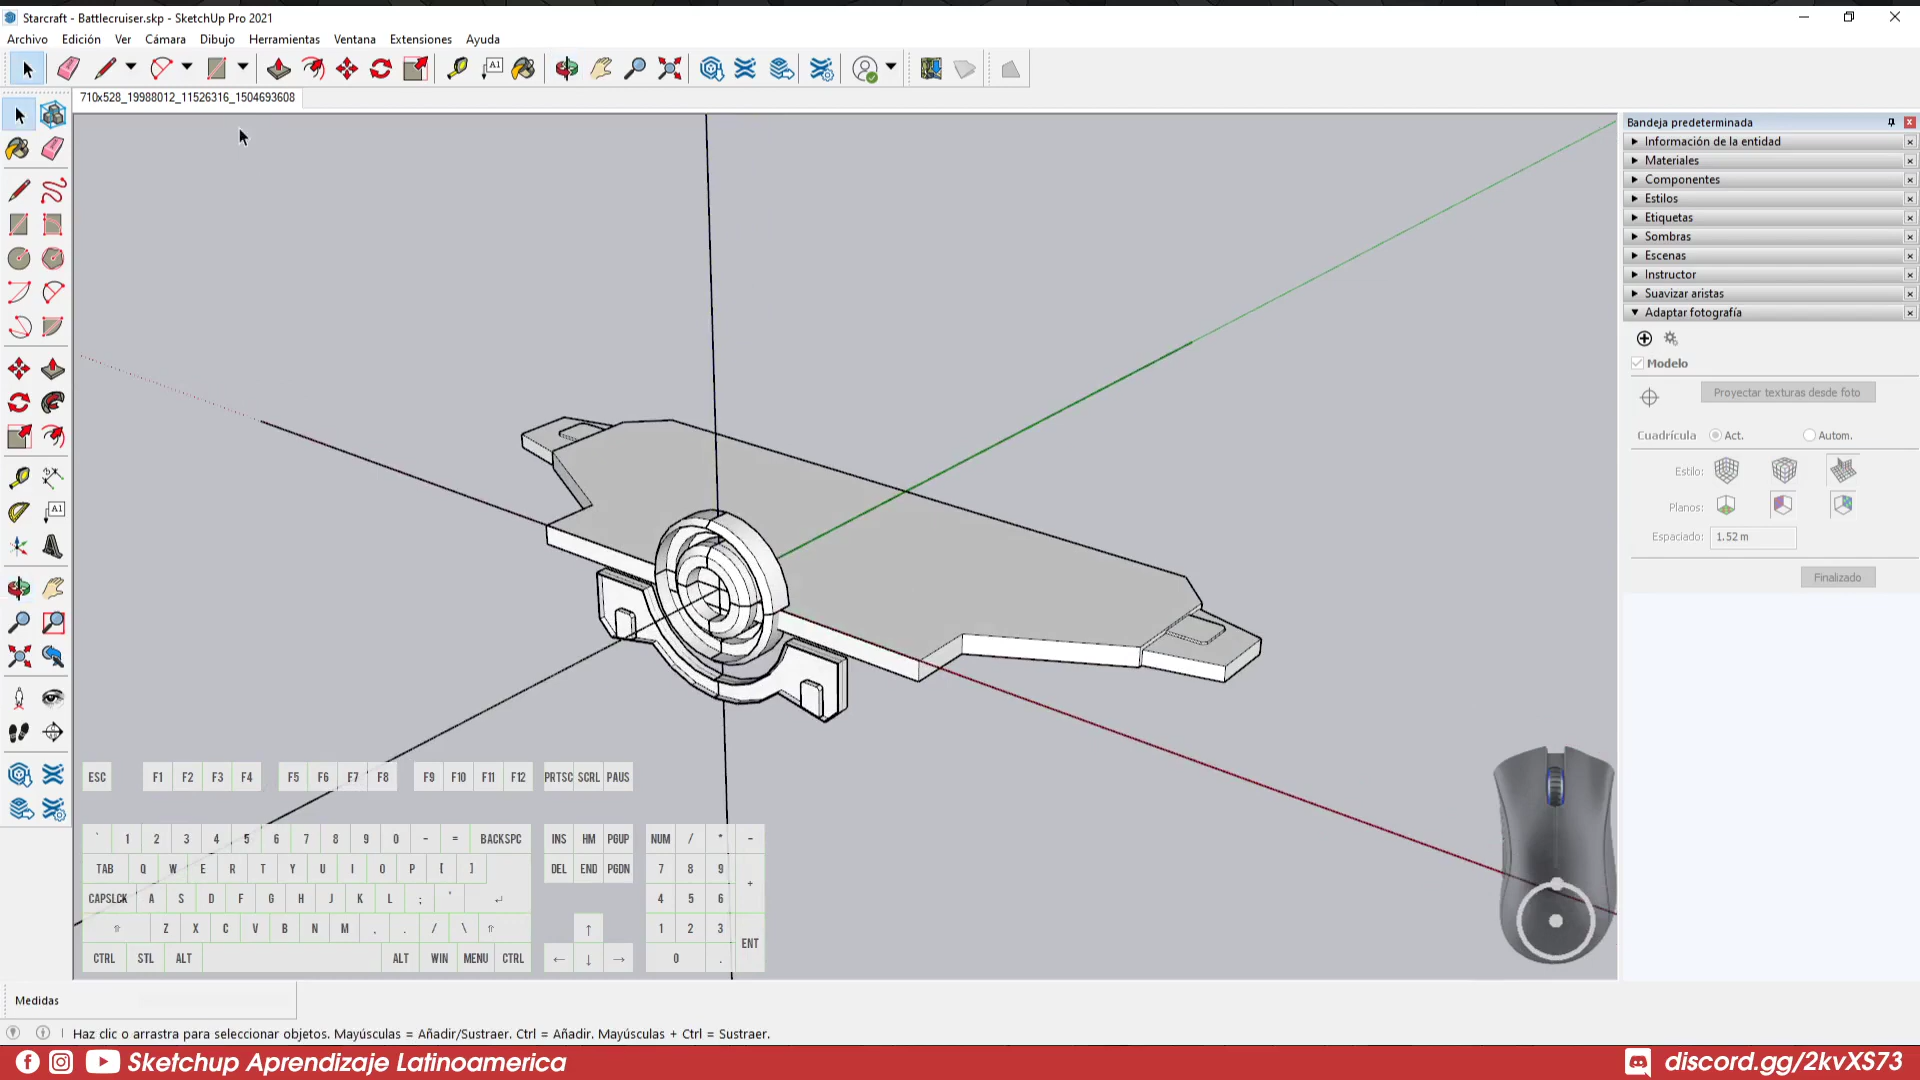 Starcraft - Battlecruiser.skp - SketchUp Pro 2021
Archivo Edición Ver Cámara Dibujo Herramientas Ventana Extensiones Ayuda
A1
710x528_19988012_11526316_1504693608
Bandeja predeterminada
Información de la entidad
Materiales
Componentes
Estilos
Etiquetas
Sombras
Escenas
Instructor
Suavizar aristas
Adaptar fotografía
Modelo
Proyectar texturas desde foto
Cuadrícula Act. Autom.
Estilo:
Planos:
Espaciado: 1.52 m
Finalizado
A1
ESC F1 F2 F3 F4 F5 F6 F7 F8 F9 F10 F11 F12 PRTSC SCRL PAUS
` 1 2 3 4 5 6 7 8 9 0 - = BACKSPC INS HM PGUP NUM / * -
TAB Q W E R T Y U I O P [ ] DEL END PGDN 7 8 9 +
CAPSLCK A S D F G H J K L ; ' ↵ 4 5 6
⇧ Z X C V B N M , . / \ ⇧ ↑ 1 2 3 ENT
CTRL STL ALT ALT WIN MENU CTRL ← ↓ → 0 .
Medidas
Haz clic o arrastra para seleccionar objetos. Mayúsculas = Añadir/Sustraer. Ctrl = Añadir. Mayúsculas + Ctrl = Sustraer.
Sketchup Aprendizaje Latinoamerica
discord.gg/2kvXS73